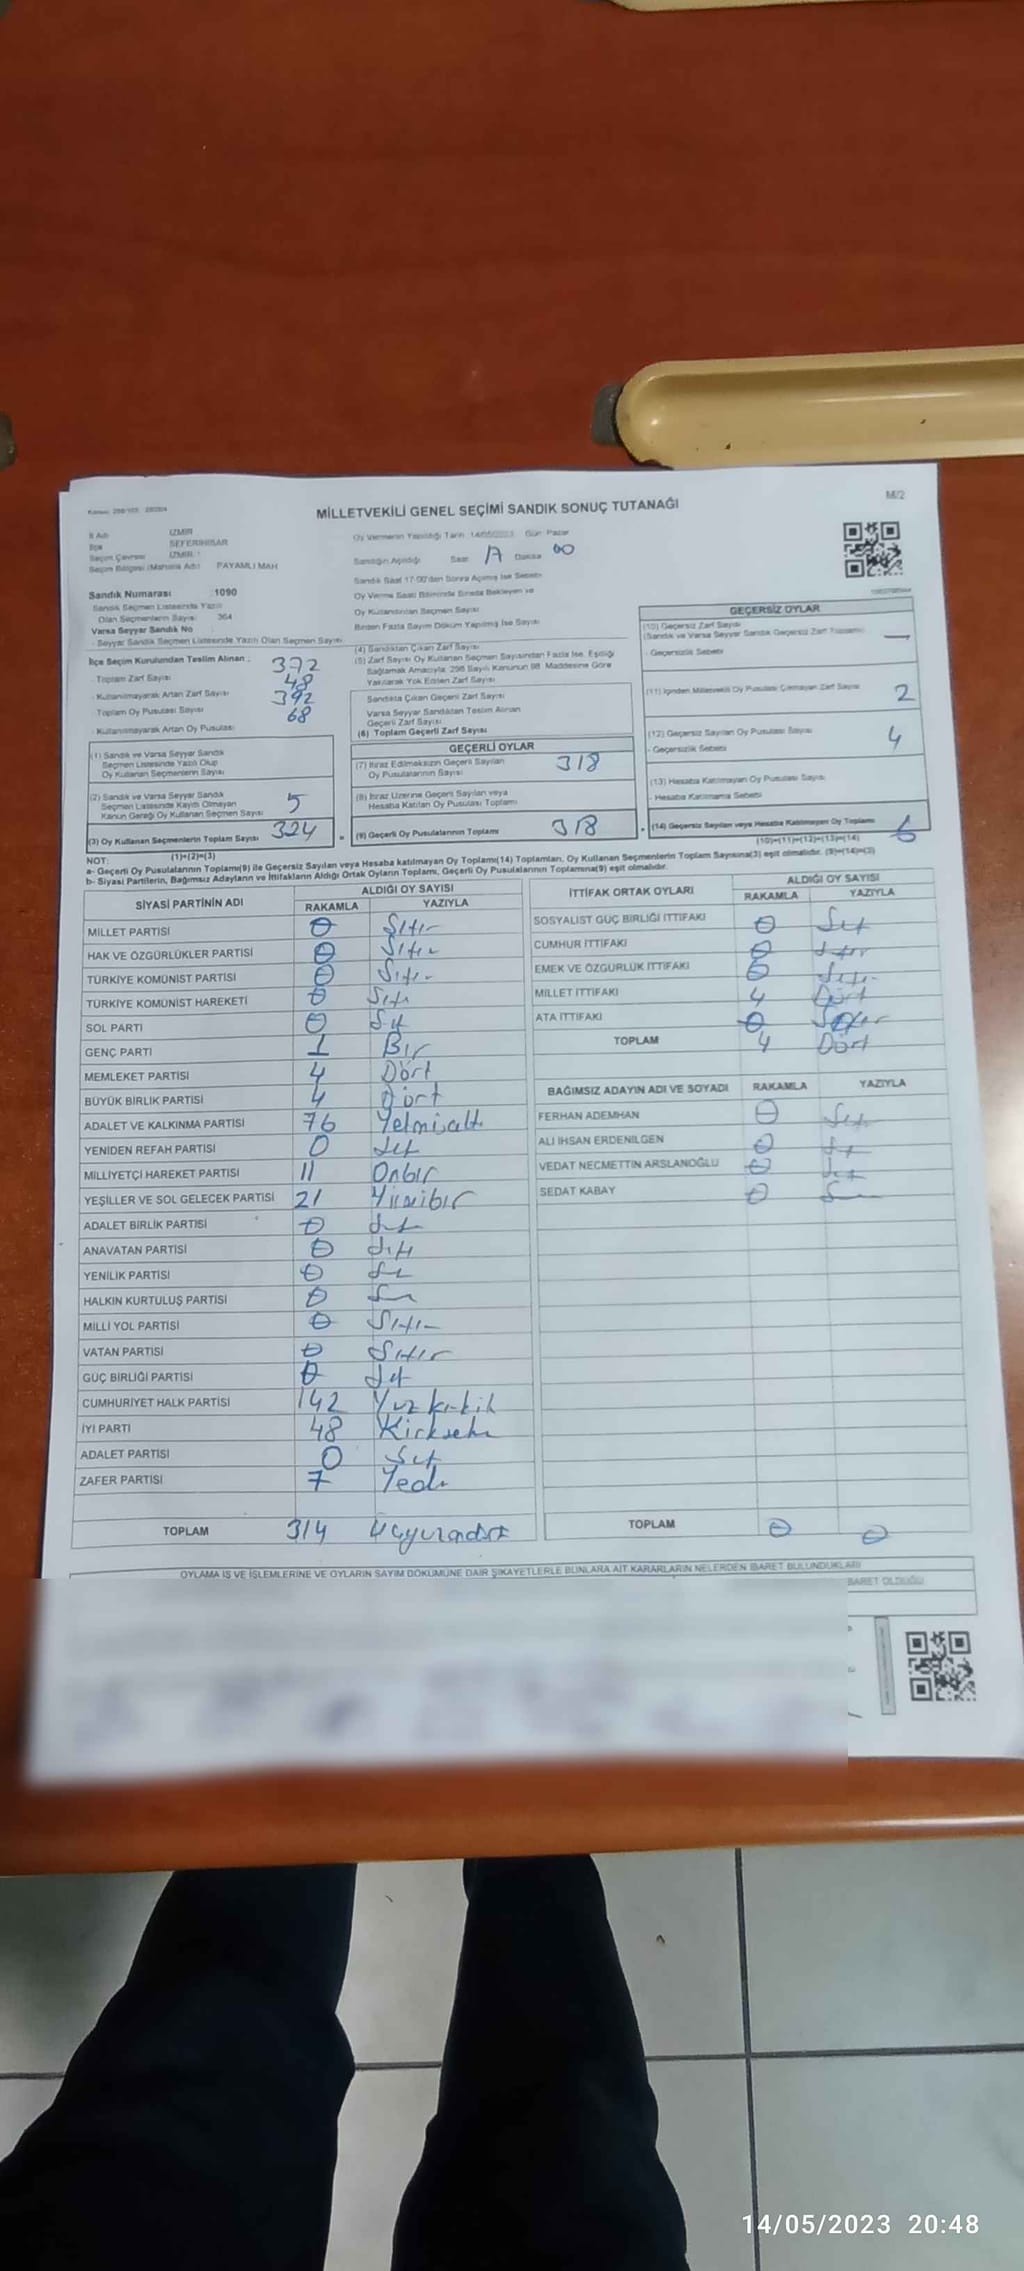 M/2
MİLLETVEKİLİ GENEL SEÇİMİ SANDIK SONUÇ TUTANAĞI
İl Adı İZMİR
İlçe SEFERİHİSAR
Seçim Çevresi İZMİR
Seçim Bölgesi (Mahalle Adı) PAYAMLI MAH
Sandık Numarası :1090
Sandık Seçmen Listesinde Yazılı
Olan Seçmenlerin Sayısı 364
Varsa Seyyar Sandık No
- Seyyar Sandık Seçmen Listesinde Yazılı Olan Seçmen Sayısı
Oy Vermenin Yapıldığı Tarih 14/05/2023 Gün Pazar
Sandığın Açıldığı Saat 17 Dakika 00
Sandık Saat 17:00'den Sonra Açılmış İse Sebebi
Oy Verme Saati Bitiminde Sırada Bekleyen ve
Oy Kullandırılan Seçmen Sayısı
Birden Fazla Sayım Döküm Yapılmış İse Sayısı
İlçe Seçim Kurulundan Teslim Alınan ;
- Toplam Zarf Sayısı 372
- Kullanılmayarak Artan Zarf Sayısı 48
- Toplam Oy Pusulası Sayısı 392
- Kullanılmayarak Artan Oy Pusulası 68
(1) Sandık ve Varsa Seyyar Sandık
Seçmen Listesinde Yazılı Olup
Oy Kullanan Seçmenlerin Sayısı
(2) Sandık ve Varsa Seyyar Sandık
Seçmen Listesinde Kayıtlı Olmayan
Kanun Gereği Oy Kullanan Seçmen Sayısı 5
(3) Oy Kullanan Seçmenlerin Toplam Sayısı 324
(1)+(2)=(3)
(4) Sandıktan Çıkan Zarf Sayısı
(5) Zarf Sayısı Oy Kullanan Seçmen Sayısından Fazla İse, Eşitliği
Sağlamak Amacıyla, 298 Sayılı Kanunun 98. Maddesine Göre
Yakılarak Yok Edilen Zarf Sayısı
Sandıkta Çıkan Geçerli Zarf Sayısı
Varsa Seyyar Sandıktan Teslim Alınan
Geçerli Zarf Sayısı
(6) Toplam Geçerli Zarf Sayısı
GEÇERLİ OYLAR
(7) İtiraz Edilmeksizin Geçerli Sayılan
Oy Pusulalarının Sayısı 318
(8) İtiraz Üzerine Geçerli Sayılan veya
Hesaba Katılan Oy Pusulası Toplamı
(9) Geçerli Oy Pusulalarının Toplamı 318
GEÇERSİZ OYLAR
(10) Geçersiz Zarf Sayısı
(Sandık ve Varsa Seyyar Sandık Geçersiz Zarf Toplamı) —
- Geçersizlik Sebebi
(11) İçinden Milletvekili Oy Pusulası Çıkmayan Zarf Sayısı 2
(12) Geçersiz Sayılan Oy Pusulası Sayısı 4
- Geçersizlik Sebebi
(13) Hesaba Katılmayan Oy Pusulası Sayısı
- Hesaba Katılmama Sebebi
(14) Geçersiz Sayılan veya Hesaba Katılmayan Oy Toplamı 6
(10)+(11)+(12)+(13)=(14)
NOT:
a- Geçerli Oy Pusulalarının Toplamı(9) ile Geçersiz Sayılan veya Hesaba katılmayan Oy Toplamı(14) Toplamları, Oy Kullanan Seçmenlerin Toplam Sayısına(3) eşit olmalıdır. (9)+(14)=(3)
b- Siyasi Partilerin, Bağımsız Adayların ve İttifakların Aldığı Ortak Oyların Toplamı, Geçerli Oy Pusulalarının Toplamına(9) eşit olmalıdır.
SİYASİ PARTİNİN ADI ALDIĞI OY SAYISI
RAKAMLA YAZIYLA
MİLLET PARTİSİ 0 Sıfır
HAK VE ÖZGÜRLÜKLER PARTİSİ 0 Sıfır
TÜRKİYE KOMÜNİST PARTİSİ 0 Sıfır
TÜRKİYE KOMÜNİST HAREKETİ 0 Sıfır
SOL PARTİ 0 Sıfır
GENÇ PARTİ 1 Bir
MEMLEKET PARTİSİ 4 Dört
BÜYÜK BİRLİK PARTİSİ 4 Dört
ADALET VE KALKINMA PARTİSİ 76 Yetmişaltı
YENİDEN REFAH PARTİSİ 0 Sıfır
MİLLİYETÇİ HAREKET PARTİSİ 11 Onbir
YEŞİLLER VE SOL GELECEK PARTİSİ 21 Yirmibir
ADALET BİRLİK PARTİSİ 0 Sıfır
ANAVATAN PARTİSİ 0 Sıfır
YENİLİK PARTİSİ 0 Sıfır
HALKIN KURTULUŞ PARTİSİ 0
MİLLİ YOL PARTİSİ 0 Sıfır
VATAN PARTİSİ 0 Sıfır
GÜÇ BİRLİĞİ PARTİSİ 0 Sıfır
CUMHURİYET HALK PARTİSİ 142 Yüzkırkiki
İYİ PARTİ 48 Kırksekiz
ADALET PARTİSİ 0 Sıfır
ZAFER PARTİSİ 7 Yedi
TOPLAM 314 Üçyüzondört
İTTİFAK ORTAK OYLARI ALDIĞI OY SAYISI
RAKAMLA YAZIYLA
SOSYALİST GÜÇ BİRLİĞİ İTTİFAKI 0 Sıfır
CUMHUR İTTİFAKI 0 Sıfır
EMEK VE ÖZGÜRLÜK İTTİFAKI 0 Sıfır
MİLLET İTTİFAKI 4 Dört
ATA İTTİFAKI 0 Sıfır
TOPLAM 4 Dört
BAĞIMSIZ ADAYIN ADI VE SOYADI RAKAMLA YAZIYLA
FERHAN ADEMHAN 0 Sıfır
ALİ İHSAN ERDENİLGEN 0 Sıfır
VEDAT NECMETTİN ARSLANOĞLU 0 Sıfır
SEDAT KABAY 0
TOPLAM 0 0
OYLAMA İŞ VE İŞLEMLERİNE VE OYLARIN SAYIM DÖKÜMÜNE DAİR ŞİKAYETLERLE BUNLARA AİT KARARLARIN NELERDEN İBARET BULUNDUKLARI
BARET OLDUĞU
14/05/2023 20:48